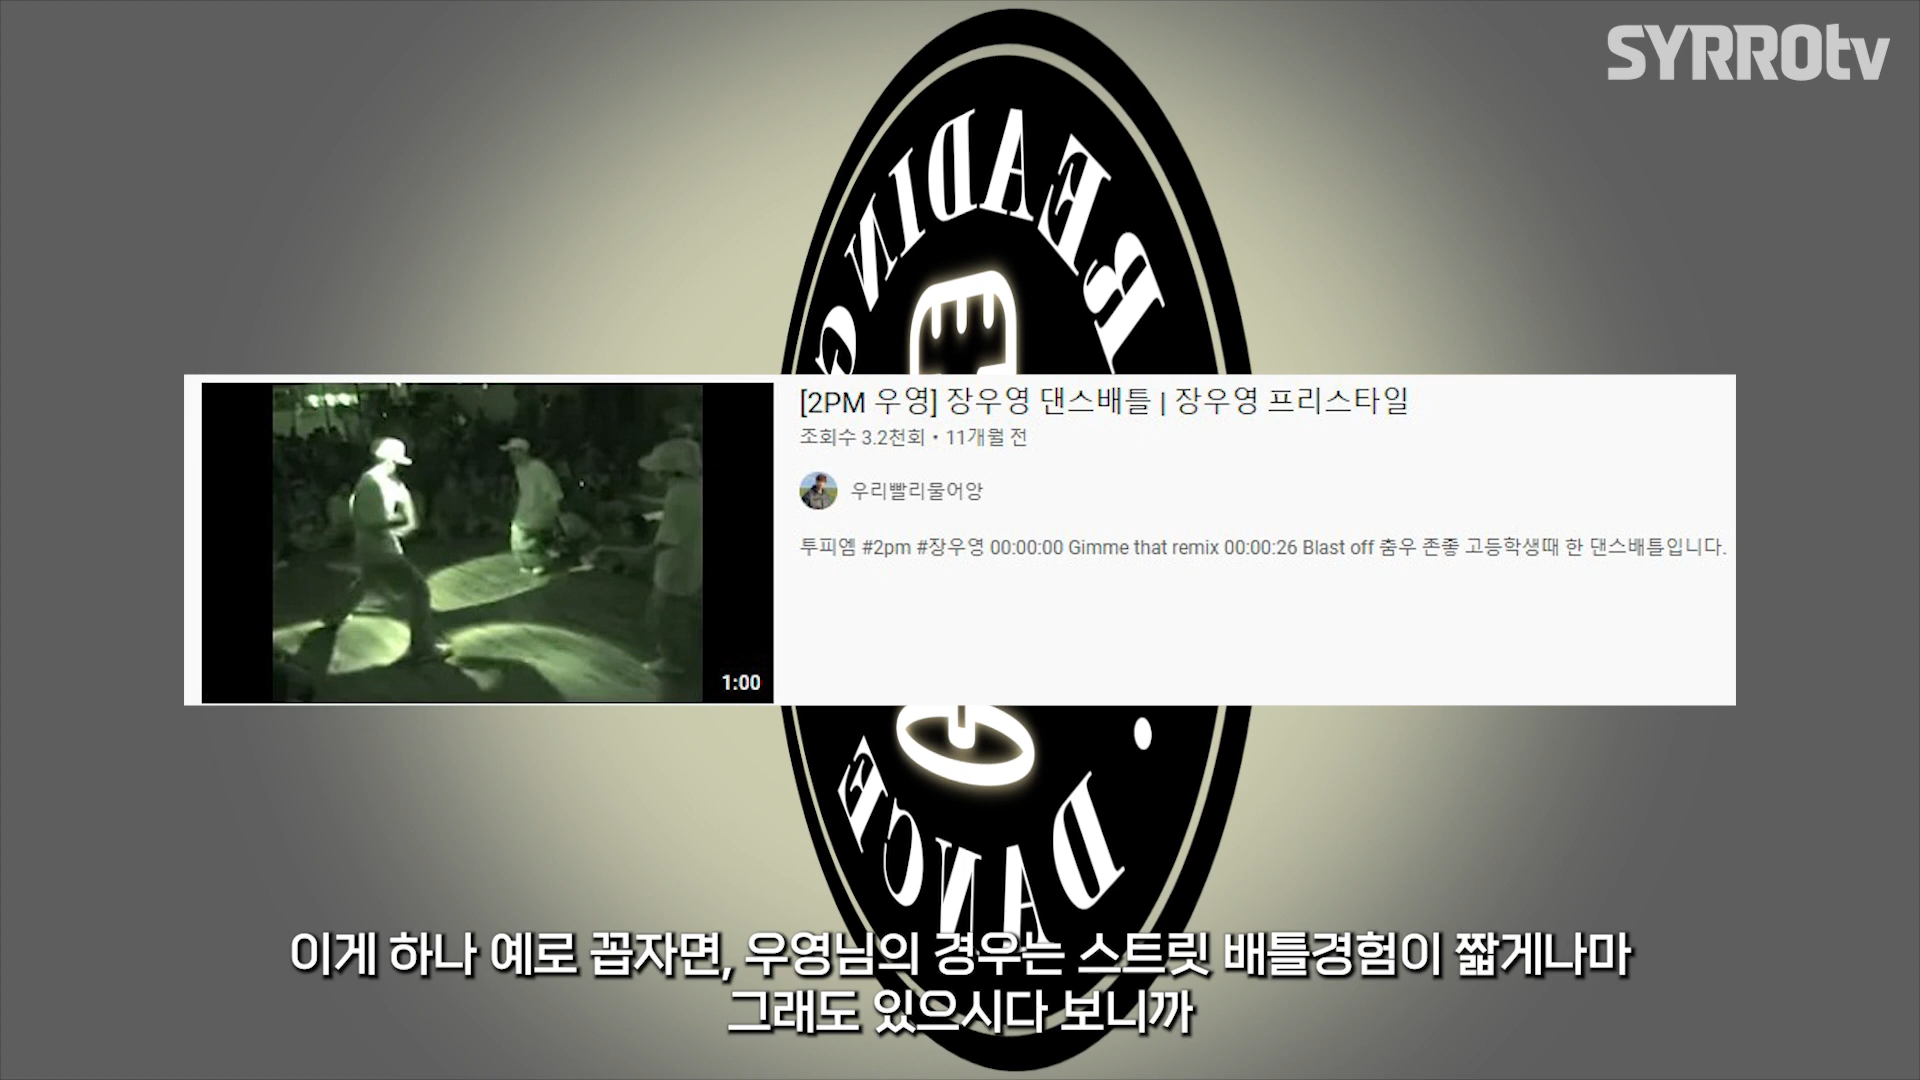 SYRROtv
READING
[2PM 우영] 장우영 댄스배틀 | 장우영 프리스타일
조회수 3.2천회 • 11개월 전
우리빨리물어양
투피엠 #2pm #장우영 00:00:00 Gimme that remix 00:00:26 Blast off 춤우 존좋 고등학생때 한 댄스배틀입니다.
1:00
DANCE
이게 하나 예로 꼽자면, 우영님의 경우는 스트릿 배틀경험이 짧게나마
그래도 있으시다 보니까